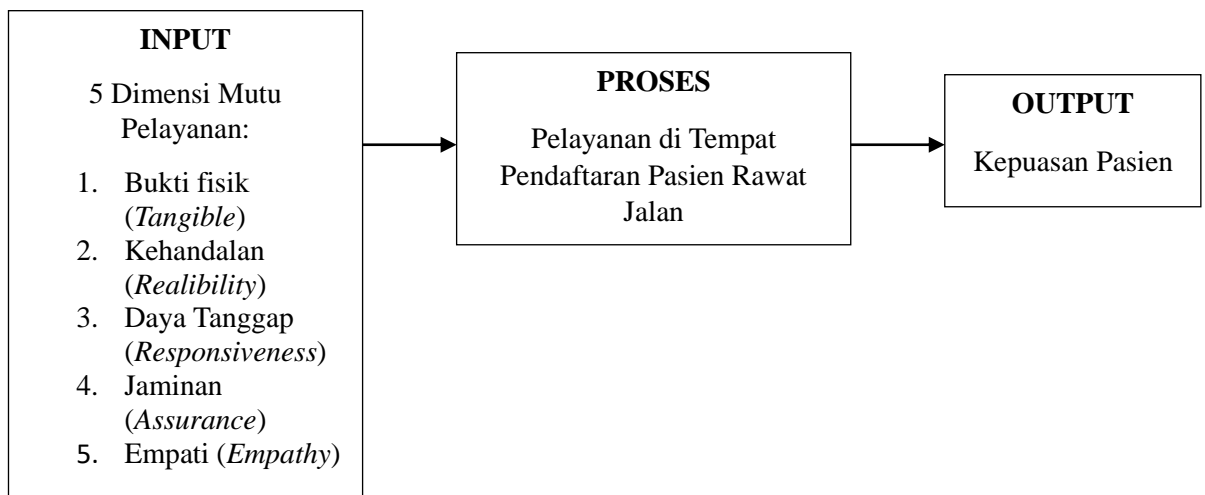 INPUT
5 Dimensi Mutu
Pelayanan:
1. Bukti fisik
(Tangible)
2. Kehandalan
(Realibility)
3. Daya Tanggap
(Responsiveness)
4. Jaminan
(Assurance)
5. Empati (Empathy)
PROSES
Pelayanan di Tempat
Pendaftaran Pasien Rawat
Jalan
OUTPUT
Kepuasan Pasien